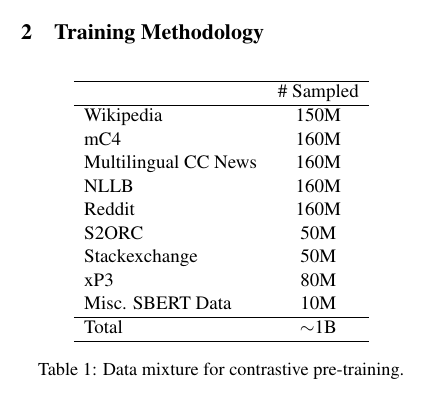 2 Training Methodology
# Sampled
Wikipedia 150M
mC4 160M
Multilingual CC News 160M
NLLB 160M
Reddit 160M
S2ORC 50M
Stackexchange 50M
xP3 80M
Misc. SBERT Data 10M
Total ∼1B
Table 1: Data mixture for contrastive pre-training.